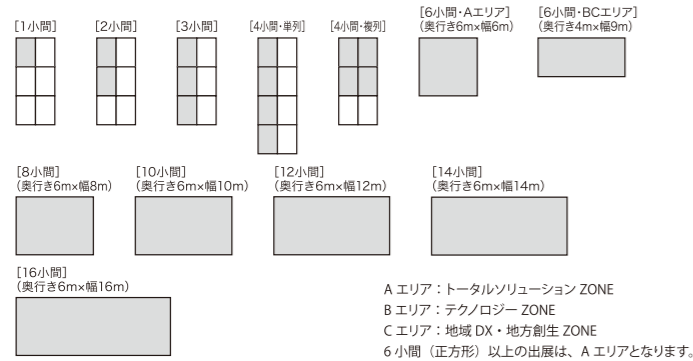 [1小間]
[2小間]
[3小間]
[4小間・単列]
[4小間・複列]
[6小間・Aエリア]
(奥行き6m×幅6m)
[6小間・BCエリア]
(奥行き4m×幅9m)
[8小間]
(奥行き6m×幅8m)
[10小間]
(奥行き6m×幅10m)
[12小間]
(奥行き6m×幅12m)
[14小間]
(奥行き6m×幅14m)
[16小間]
(奥行き6m×幅16m)
A エリア：トータルソリューション ZONE
B エリア：テクノロジー ZONE
C エリア：地域 DX・地方創生 ZONE
6 小間（正方形）以上の出展は、A エリアとなります。